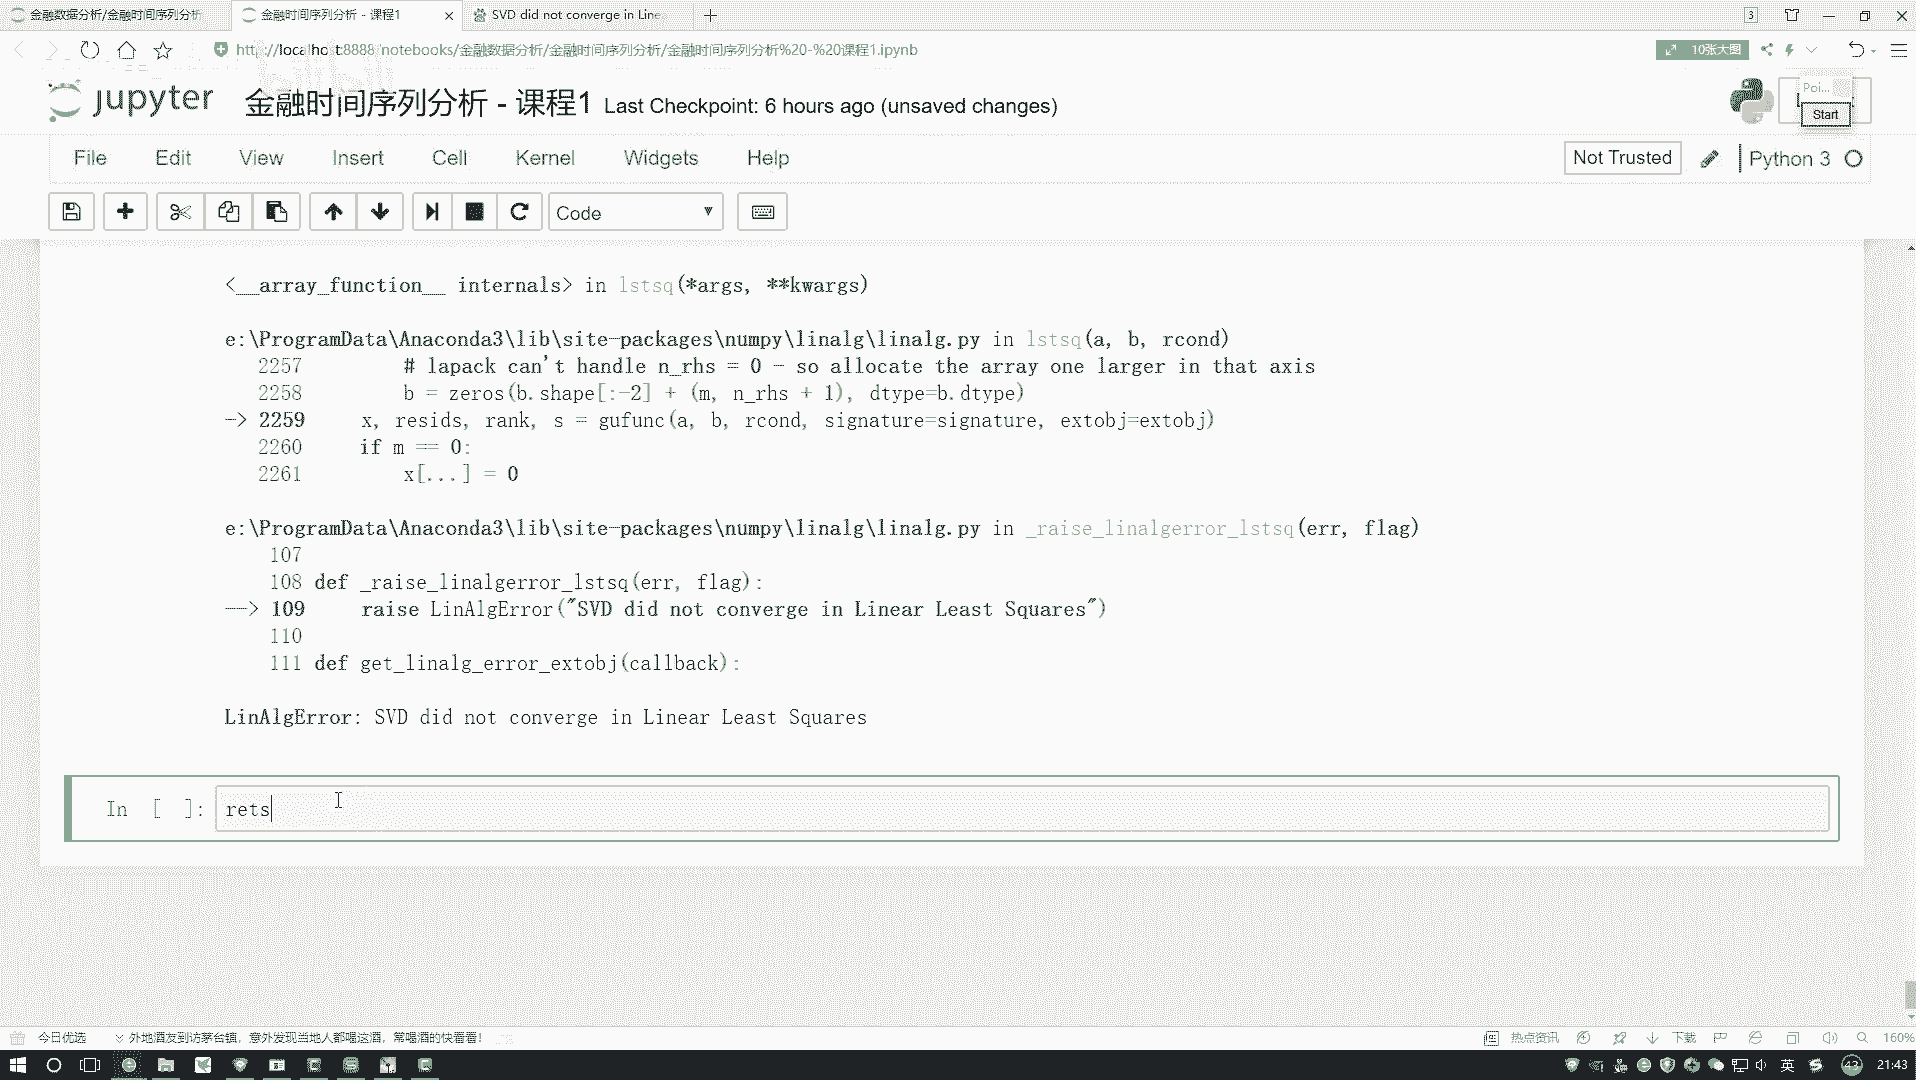 金融数据分析/金融时间序列分析
金融时间序列分析 - 课程1
SVD did not converge in Line
3
http://localhost:8888/notebooks/金融数据分析/金融时间序列分析/金融时间序列分析%20-%20课程1.ipynb
10张大图
jupyter 金融时间序列分析 - 课程1 Last Checkpoint: 6 hours ago (unsaved changes)
Poi...
Start
File Edit View Insert Cell Kernel Widgets Help
Not Trusted
Python 3
Code
<__array_function__ internals> in lstsq(*args, **kwargs)
e:\ProgramData\Anaconda3\lib\site-packages\numpy\linalg\linalg.py in lstsq(a, b, rcond)
2257 # lapack can't handle n_rhs = 0 - so allocate the array one larger in that axis
2258 b = zeros(b.shape[:-2] + (m, n_rhs + 1), dtype=b.dtype)
-> 2259 x, resids, rank, s = gufunc(a, b, rcond, signature=signature, extobj=extobj)
2260 if m == 0:
2261 x[...] = 0
e:\ProgramData\Anaconda3\lib\site-packages\numpy\linalg\linalg.py in _raise_linalgerror_lstsq(err, flag)
107
108 def _raise_linalgerror_lstsq(err, flag):
--> 109 raise LinAlgError("SVD did not converge in Linear Least Squares")
110
111 def get_linalg_error_extobj(callback):
LinAlgError: SVD did not converge in Linear Least Squares
In [ ]: rets
今日优选
外地酒友到访茅台镇，意外发现当地人都喝这酒，常喝酒的快看看！
热点资讯
下载
160%
英
43
21:43